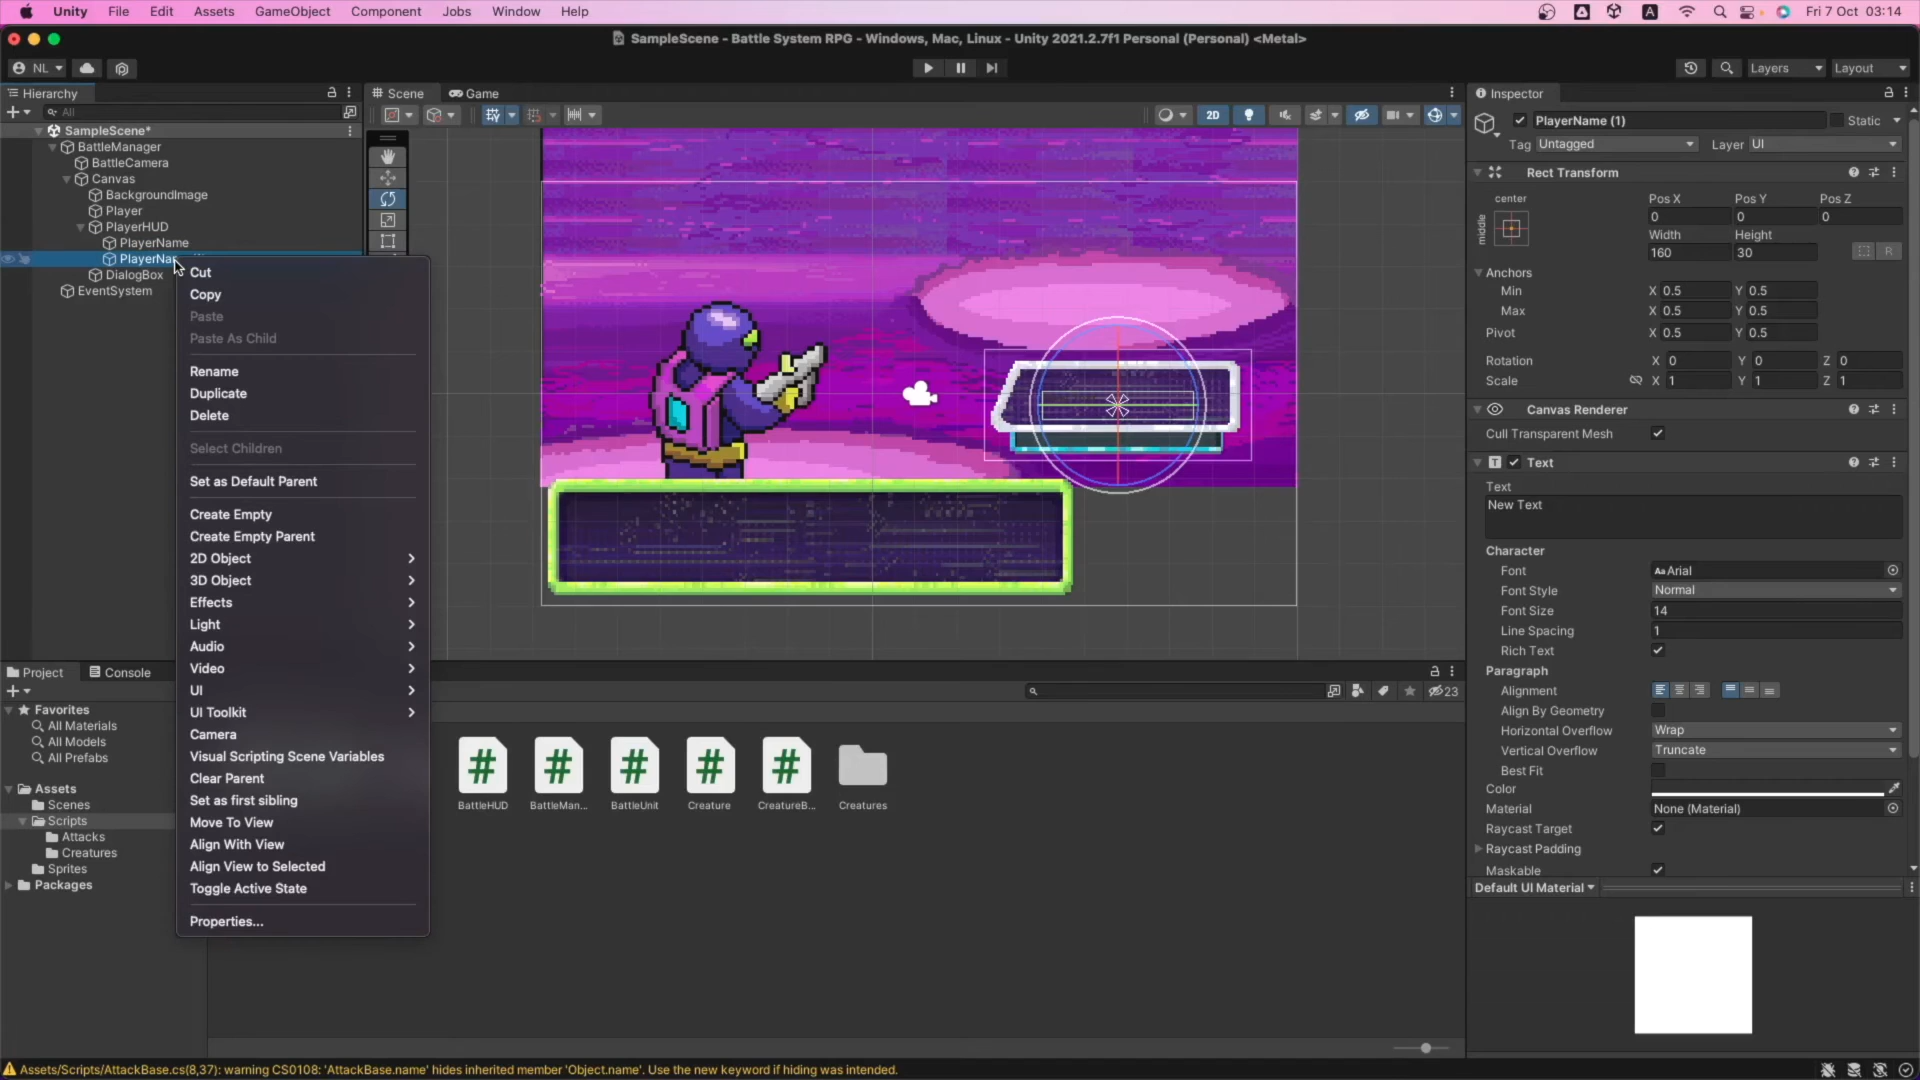 Unity File Edit Assets GameObject Component Jobs Window Help A Fri 7 Oct 03:14
SampleScene - Battle System RPG - Windows, Mac, Linux - Unity 2021.2.7f1 Personal (Personal) <Metal>
NL Layers Layout
Hierarchy
All
SampleScene*
BattleManager
BattleCamera
Canvas
BackgroundImage
Player
PlayerHUD
PlayerName
PlayerNam
DialogBox
EventSystem
Cut
Copy
Paste
Paste As Child
Rename
Duplicate
Delete
Select Children
Set as Default Parent
Create Empty
Create Empty Parent
2D Object
3D Object
Effects
Light
Audio
Video
UI
UI Toolkit
Camera
Visual Scripting Scene Variables
Clear Parent
Set as first sibling
Move To View
Align With View
Align View to Selected
Toggle Active State
Properties...
Scene Game
2D
Project Console
23
Favorites
All Materials
All Models
All Prefabs
Assets
Scenes
Scripts
Attacks
Creatures
Sprites
Packages
BattleHUD BattleMan... BattleUnit Creature CreatureB... Creatures
Inspector
PlayerName (1) Static
Tag Untagged Layer UI
Rect Transform
center Pos X Pos Y Pos Z
middle 0 0 0
Width Height
160 30 R
Anchors
Min X 0.5 Y 0.5
Max X 0.5 Y 0.5
Pivot X 0.5 Y 0.5
Rotation X 0 Y 0 Z 0
Scale X 1 Y 1 Z 1
Canvas Renderer
Cull Transparent Mesh
T Text
Text
New Text
Character
Font Aa Arial
Font Style Normal
Font Size 14
Line Spacing 1
Rich Text
Paragraph
Alignment
Align By Geometry
Horizontal Overflow Wrap
Vertical Overflow Truncate
Best Fit
Color
Material None (Material)
Raycast Target
Raycast Padding
Maskable
Default UI Material
Assets/Scripts/AttackBase.cs(8,37): warning CS0108: 'AttackBase.name' hides inherited member 'Object.name'. Use the new keyword if hiding was intended.